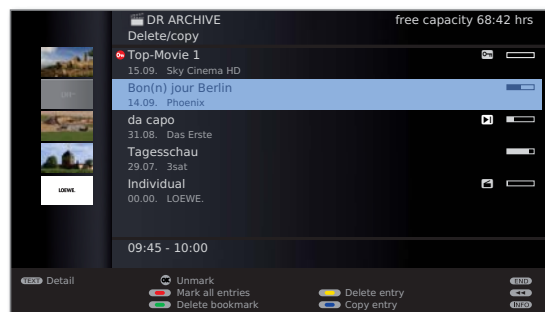 DR ARCHIVE free capacity 68:42 hrs
Delete/copy
Top-Movie 1
15.09. Sky Cinema HD
Bon(n) jour Berlin
14.09. Phoenix
da capo
31.08. Das Erste
Tagesschau
29.07. 3sat
Individual
00.00. LOEWE.
LOEWE.
09:45 - 10:00
TEXT Detail OK Unmark END
Mark all entries Delete entry
Delete bookmark Copy entry INFO